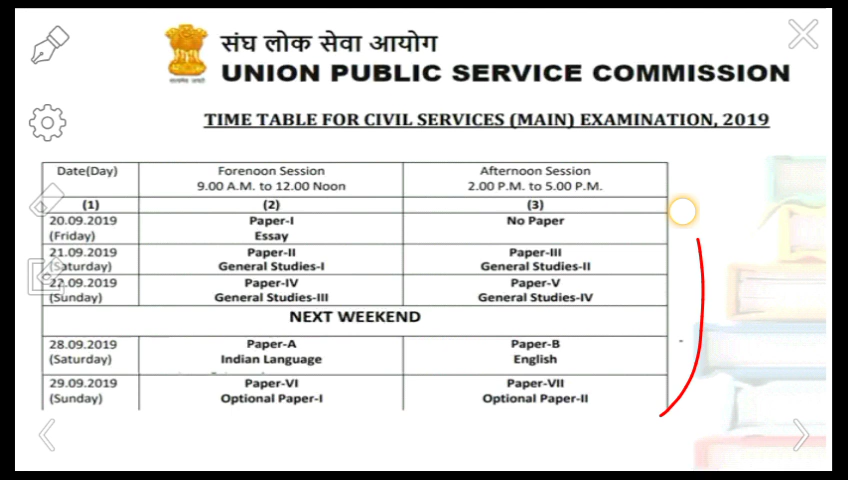 संघ लोक सेवा आयोग
UNION PUBLIC SERVICE COMMISSION
TIME TABLE FOR CIVIL SERVICES (MAIN) EXAMINATION, 2019
Date(Day) Forenoon Session Afternoon Session
9.00 A.M. to 12.00 Noon 2.00 P.M. to 5.00 P.M.
(1) (2) (3)
20.09.2019 Paper-I No Paper
(Friday) Essay
21.09.2019 Paper-II Paper-III
(Saturday) General Studies-I General Studies-II
22.09.2019 Paper-IV Paper-V
(Sunday) General Studies-III General Studies-IV
NEXT WEEKEND
28.09.2019 Paper-A Paper-B
(Saturday) Indian Language English
29.09.2019 Paper-VI Paper-VII
(Sunday) Optional Paper-I Optional Paper-II